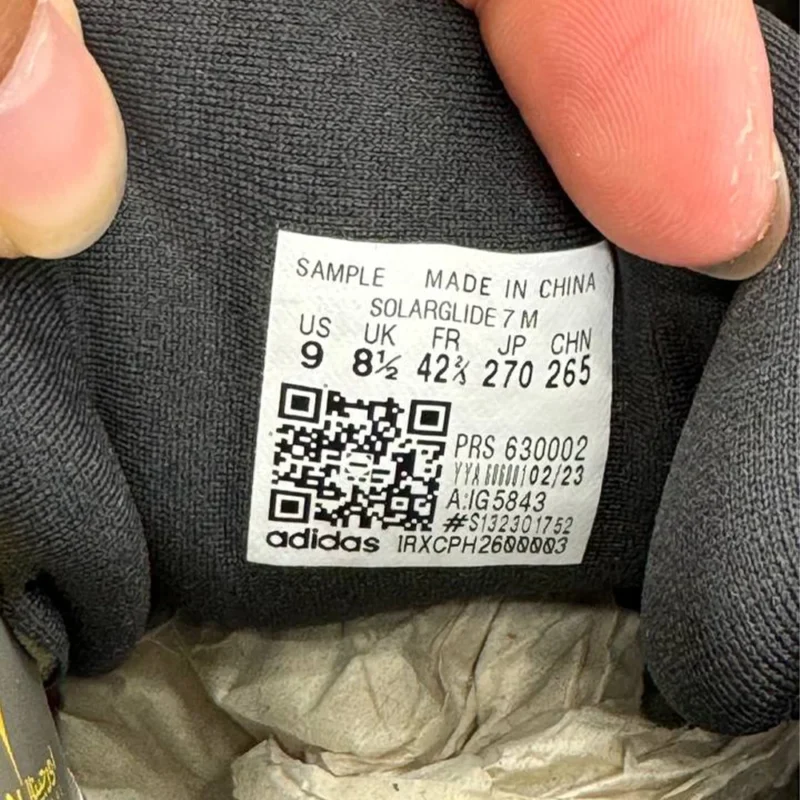 SAMPLE MADE IN CHINA
SOLARGLIDE 7 M
US UK FR JP CHN
9 8½ 42⅔ 270 265
PRS 630002
02/23
A:IG5843
#S132301752
adidas 1RXCPH2600003